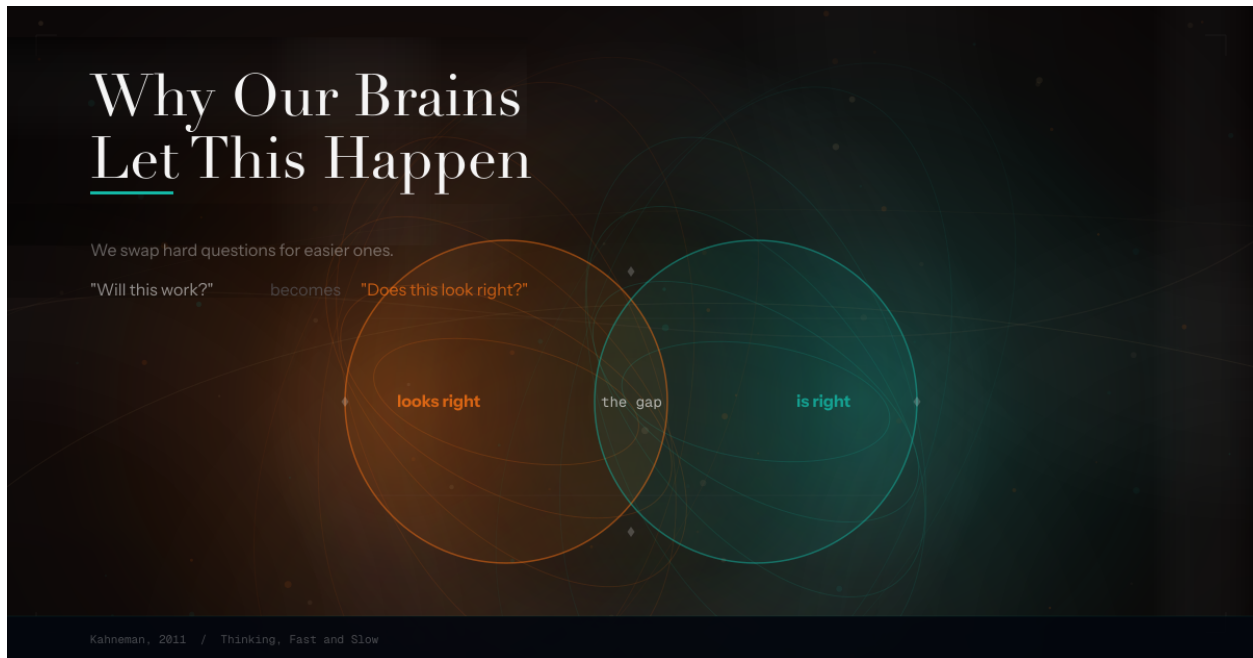 Why Our Brains
Let This Happen
We swap hard questions for easier ones.
"Will this work?" becomes "Does this look right?"
looks right the gap is right
Kahneman, 2011 / Thinking, Fast and Slow